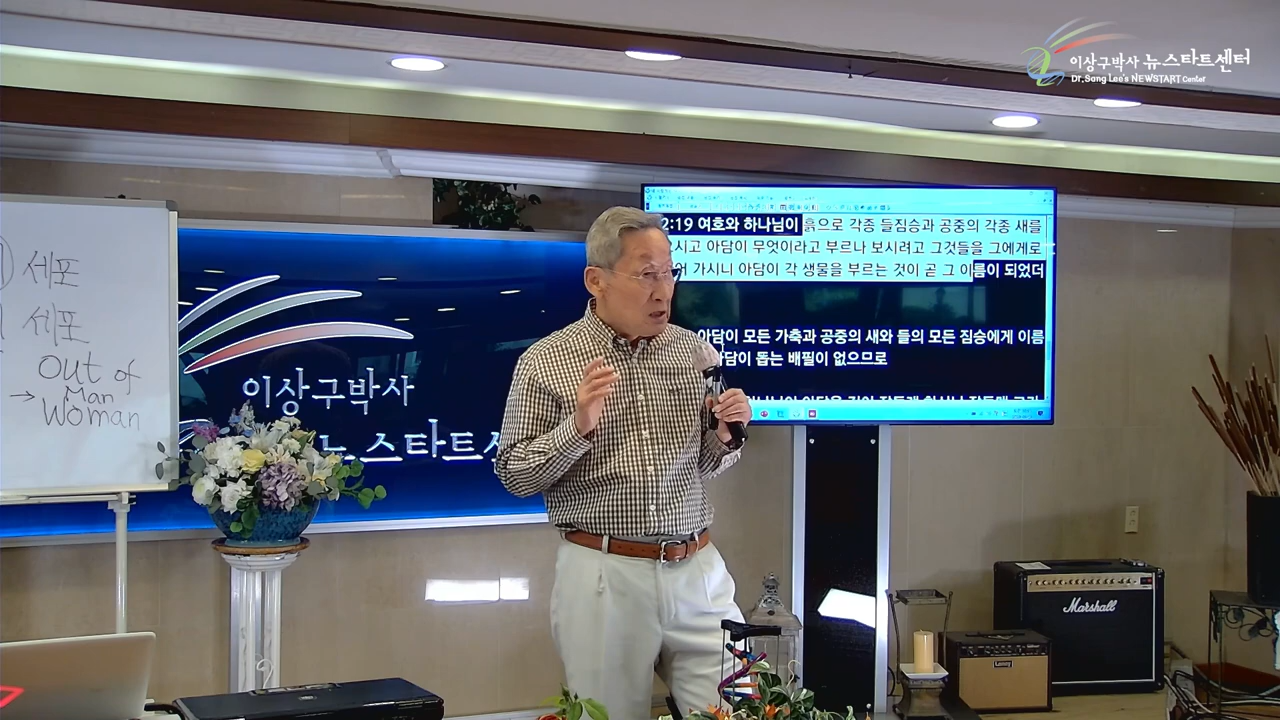 이상구박사 뉴스타트센터
Dr. Sang Lee's NEWSTART Center
세포
세포
out of
→ Man
Woman
이상구박사
뉴스타트
2:19 여호와 하나님이 흙으로 각종 들짐승과 공중의 각종 새를
시고 아담이 무엇이라고 부르나 보시려고 그것들을 그에게로
가시니 아담이 각 생물을 부르는 것이 곧 그 이름이 되었더
아담이 모든 가축과 공중의 새와 들의 모든 짐승에게 이름
아담이 돕는 배필이 없으므로
Marshall
Laney